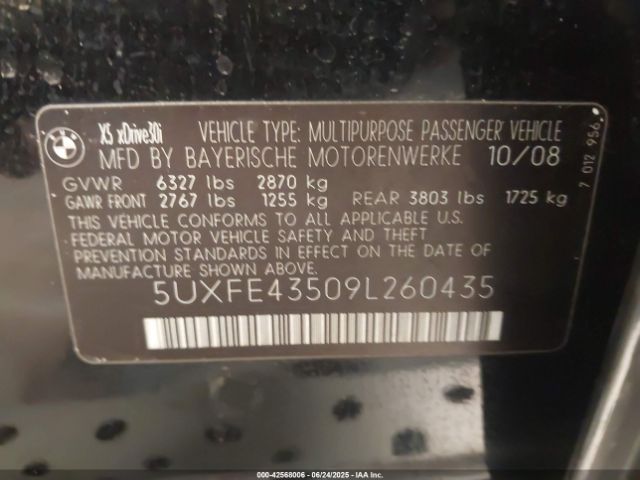 X5 xDrive30i VEHICLE TYPE: MULTIPURPOSE PASSENGER VEHICLE
MFD BY BAYERISCHE MOTORENWERKE 10/08
GVWR 6327 lbs 2870 kg
GAWR FRONT 2767 lbs 1255 kg REAR 3803 lbs 1725 kg
THIS VEHICLE CONFORMS TO ALL APPLICABLE U.S.
FEDERAL MOTOR VEHICLE SAFETY AND THEFT
PREVENTION STANDARDS IN EFFECT ON THE DATE OF
MANUFACTURE SHOWN ABOVE.
5UXFE43509L260435
7 012 956
000-42568006 - 06/24/2025 - IAA Inc.